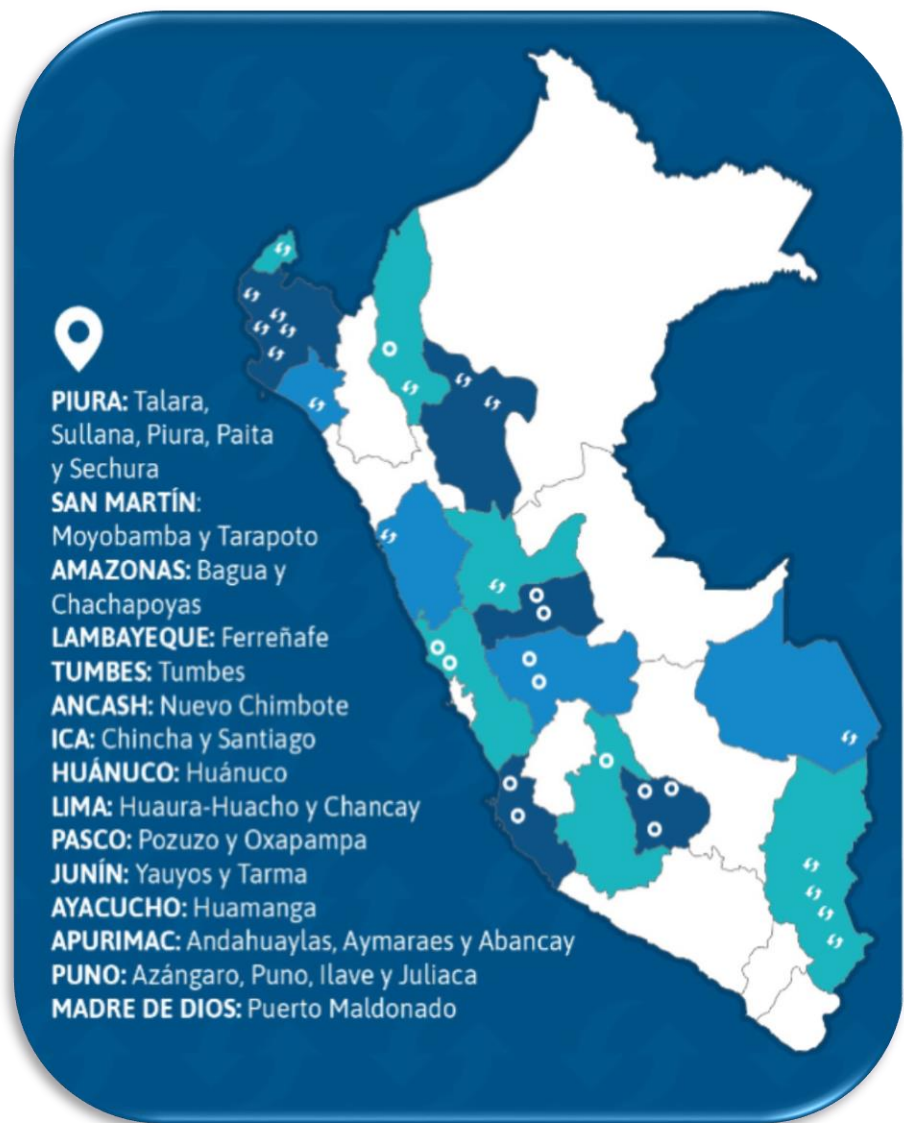 PIURA: Talara,
Sullana, Piura, Paita
y Sechura
SAN MARTÍN:
Moyobamba y Tarapoto
AMAZONAS: Bagua y
Chachapoyas
LAMBAYEQUE: Ferreñafe
TUMBES: Tumbes
ANCASH: Nuevo Chimbote
ICA: Chincha y Santiago
HUÁNUCO: Huánuco
LIMA: Huaura-Huacho y Chancay
PASCO: Pozuzo y Oxapampa
JUNÍN: Yauyos y Tarma
AYACUCHO: Huamanga
APURIMAC: Andahuaylas, Aymaraes y Abancay
PUNO: Azángaro, Puno, Ilave y Juliaca
MADRE DE DIOS: Puerto Maldonado